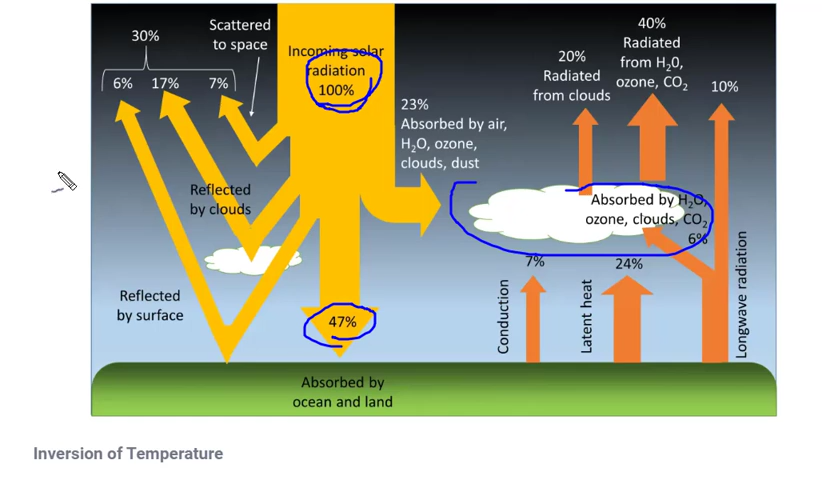 30%
6%
17%
7%
Scattered
to space
Incoming solar
radiation
100%
23%
Absorbed by air,
H₂O, ozone,
clouds, dust
20%
Radiated
from clouds
40%
Radiated
from H₂0,
ozone, CO₂
10%
Reflected
by clouds
Absorbed by H₂O,
ozone, clouds, CO₂
6%
Reflected
by surface
47%
7%
Conduction
24%
Latent heat
Longwave radiation
Absorbed by
ocean and land
Inversion of Temperature